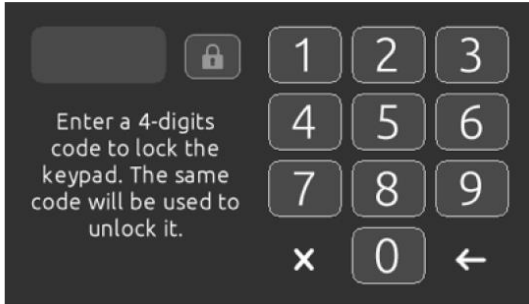 1 2 3
Enter a 4-digits
code to lock the
keypad. The same
code will be used to
unlock it.
4 5 6
7 8 9
× 0 ←